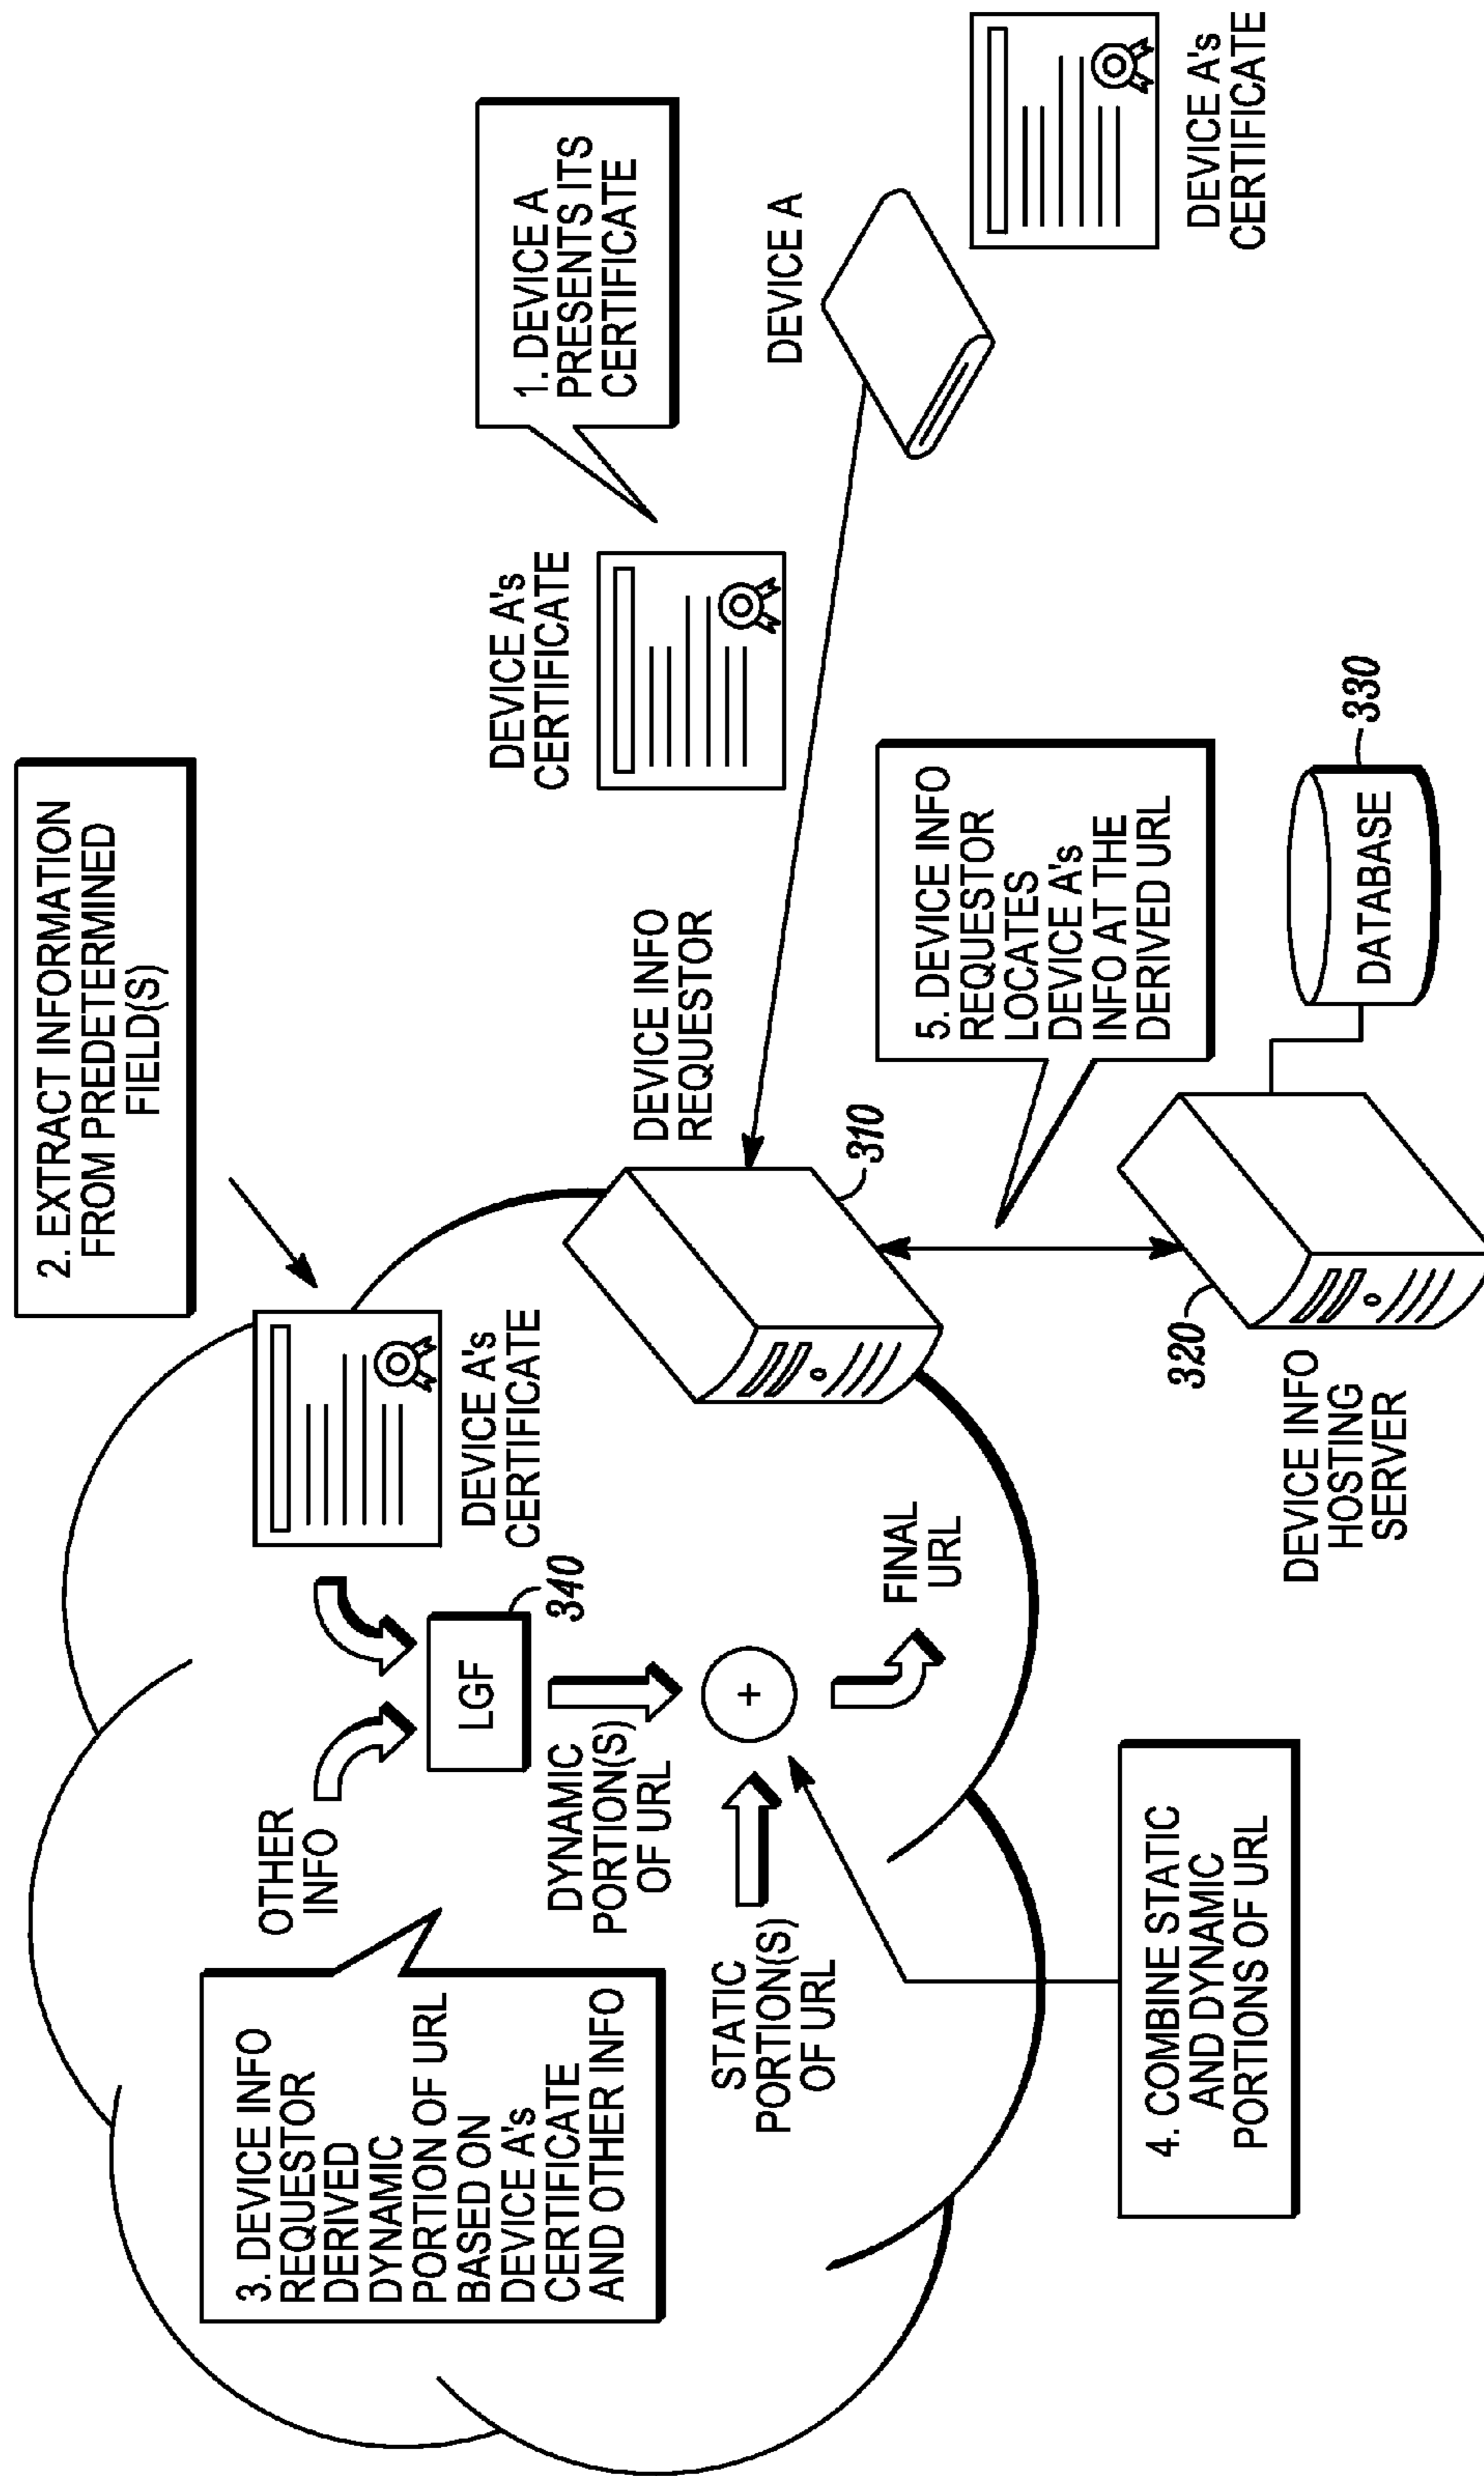 2. EXTRACT INFORMATION
FROM PREDETERMINED
FIELD(S)
3. DEVICE INFO
REQUESTOR
DERIVED
DYNAMIC
PORTION OF URL
BASED ON
DEVICE A's
CERTIFICATE
AND OTHER INFO
OTHER
INFO
LGF
340
DEVICE A's
CERTIFICATE
DYNAMIC
PORTION(S)
OF URL
STATIC
PORTION(S)
OF URL
+
FINAL
URL
4. COMBINE STATIC
AND DYNAMIC
PORTIONS OF URL
DEVICE INFO
REQUESTOR
310
DEVICE A's
CERTIFICATE
1. DEVICE A
PRESENTS ITS
CERTIFICATE
DEVICE A
DEVICE A's
CERTIFICATE
5. DEVICE INFO
REQUESTOR
LOCATES
DEVICE A's
INFO AT THE
DERIVED URL
320
DEVICE INFO
HOSTING
SERVER
DATABASE
330